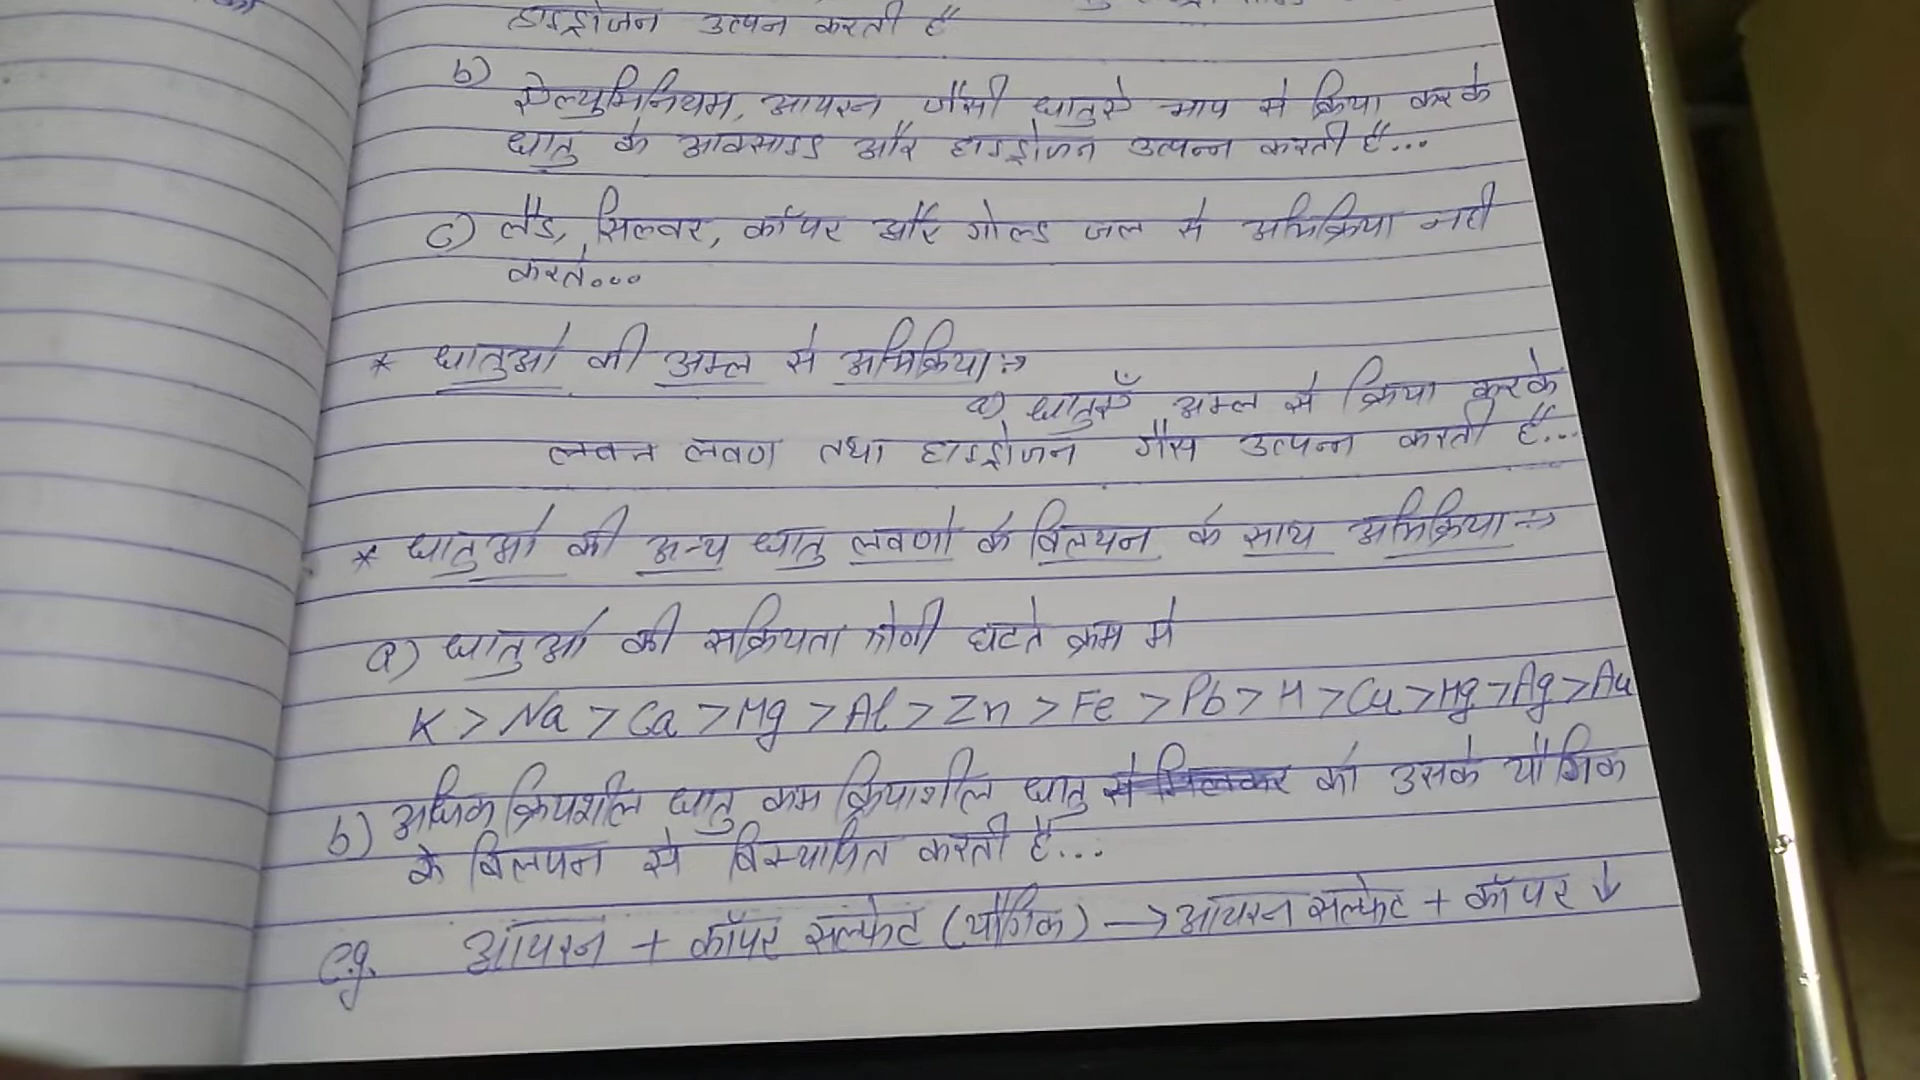 हाइड्रोजन उत्पन करती है
b) ऐल्युमिनियम, आयरन जैसी धातुऐ भाप से क्रिया करके
धातु के आक्साइड और हाइड्रोजन उत्पन्न करती है...
c) लैड, सिल्वर, कॉपर और गोल्ड जल से अभिक्रिया नही
करते...
* धातुओ की अम्ल से अभिक्रिया :→
a) धातुएँ अम्ल से क्रिया करके
लवन लवण तथा हाइड्रोजन गैस उत्पन्न करती है...
* धातुओ की अन्य धातु लवणो के विलयन के साथ अभिक्रिया :→
a) धातुओ की सक्रियता श्रेणी घटते क्रम मे
K > Na > Ca > Mg > Al > Zn > Fe > Pb > H > Cu > Hg > Ag > Au
b) अधिक क्रियशील धातु कम क्रियाशील धातु से मिलकर को उसके यौगिक
के विलयन से विस्थापित करती है...
e.g. आयरन + कॉपर सल्फेट (यौगिक) → आयरन सल्फेट + कॉपर ↓